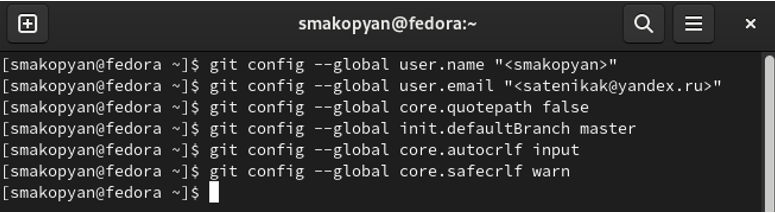 smakopyan@fedora:~
[smakopyan@fedora ~]$ git config --global user.name "<smakopyan>"
[smakopyan@fedora ~]$ git config --global user.email "<satenikak@yandex.ru>"
[smakopyan@fedora ~]$ git config --global core.quotepath false
[smakopyan@fedora ~]$ git config --global init.defaultBranch master
[smakopyan@fedora ~]$ git config --global core.autocrlf input
[smakopyan@fedora ~]$ git config --global core.safecrlf warn
[smakopyan@fedora ~]$